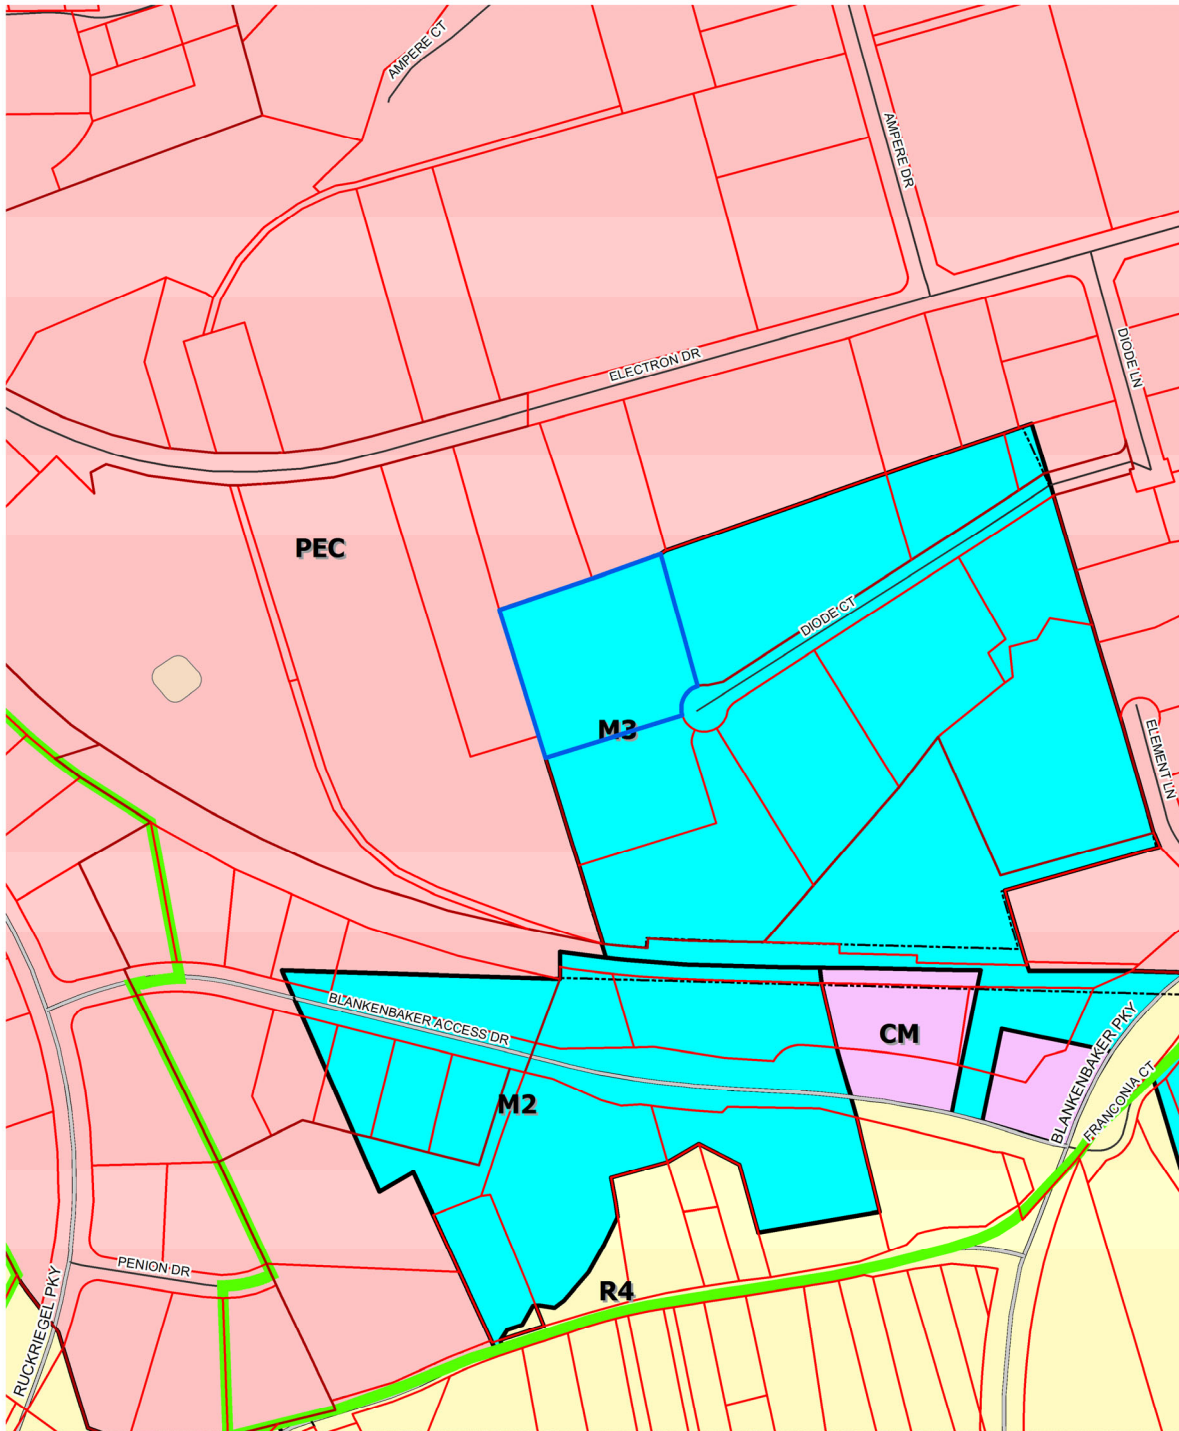 AMPERE CT
AMPERE DR
DIODE LN
ELECTRON DR
PEC
DIODE CT
M3
ELEMENT LN
BLANKENBAKER ACCESS DR
CM
BLANKENBAKER PKY
FRANCONIA CT
M2
PENION DR
R4
RUCKRIEGEL PKY